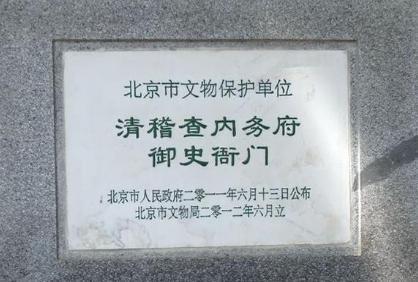 北京市文物保护单位
清稽查内务府
御史衙门
北京市人民政府二零一一年六月十三日公布
北京市文物局二零一二年六月立